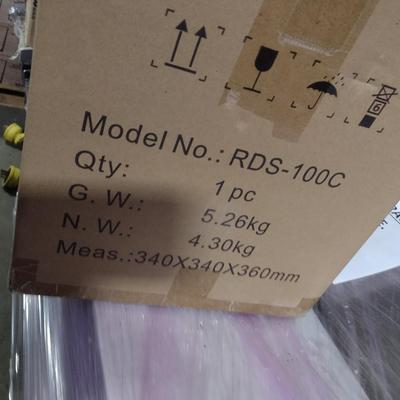 Model No.: RDS-100C
Qty: 1 pc
G. W.: 5.26kg
N. W.: 4.30kg
Meas.:340X340X360mm